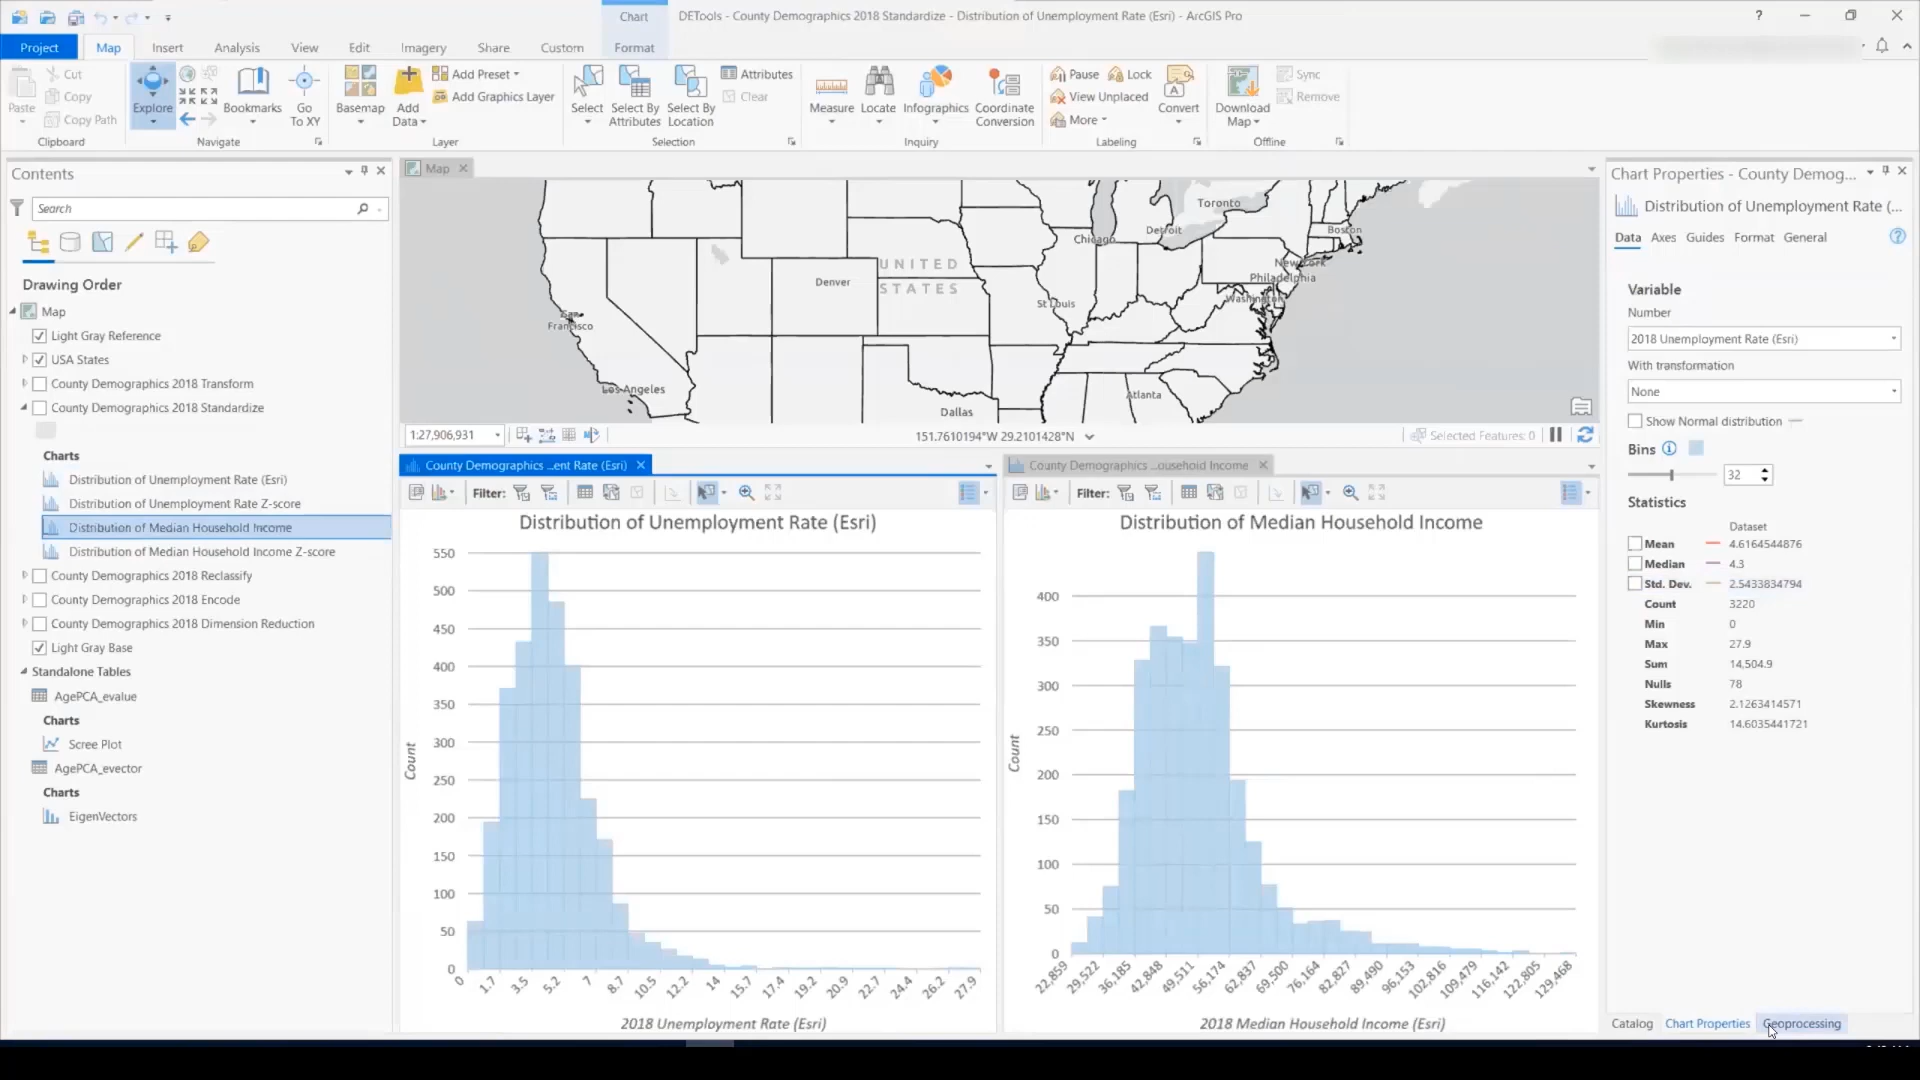 Chart
DETools - County Demographics 2018 Standardize - Distribution of Unemployment Rate (Esri) - ArcGIS Pro
?
Project Map Insert Analysis View Edit Imagery Share Custom Format
Paste
Cut
Copy
Copy Path
Clipboard
Explore
Bookmarks
Go To XY
Navigate
Basemap
Add Data
Add Preset
Add Graphics Layer
Layer
Select
Select By Attributes
Select By Location
Attributes
Clear
Selection
Measure
Locate
Infographics
Coordinate Conversion
Inquiry
Pause
Lock
View Unplaced
More
Convert
Labeling
Download Map
Sync
Remove
Offline
Contents
Search
Drawing Order
Map
Light Gray Reference
USA States
County Demographics 2018 Transform
County Demographics 2018 Standardize
Charts
Distribution of Unemployment Rate (Esri)
Distribution of Unemployment Rate Z-score
Distribution of Median Household Income
Distribution of Median Household Income Z-score
County Demographics 2018 Reclassify
County Demographics 2018 Encode
County Demographics 2018 Dimension Reduction
Light Gray Base
Standalone Tables
AgePCA_evalue
Charts
Scree Plot
AgePCA_evector
Charts
EigenVectors
Map
Toronto
Chicago
Detroit
Boston
New York
Philadelphia
Washington
UNITED
STATES
Denver
St Louis
San
Francisco
Los Angeles
Atlanta
Dallas
1:27,906,931
151.7610194°W 29.2101428°N
Selected Features: 0
County Demographics ...ent Rate (Esri)
Filter:
Distribution of Unemployment Rate (Esri)
550
500
450
400
350
300
250
200
150
100
50
0
Count
0 1.7 3.5 5.2 7 8.7 10.5 12.2 14 15.7 17.4 19.2 20.9 22.7 24.4 26.2 27.9
2018 Unemployment Rate (Esri)
County Demographics ...ousehold Income
Filter:
Distribution of Median Household Income
400
350
300
250
200
150
100
50
0
Count
22,859 29,522 36,185 42,848 49,511 56,174 62,837 69,500 76,164 82,827 89,490 96,153 102,816 109,479 116,142 122,805 129,468
2018 Median Household Income (Esri)
Chart Properties - County Demog...
Distribution of Unemployment Rate (...
Data Axes Guides Format General
?
Variable
Number
2018 Unemployment Rate (Esri)
With transformation
None
Show Normal distribution
Bins
32
Statistics
Dataset
Mean 4.6164544876
Median 4.3
Std. Dev. 2.5433834794
Count 3220
Min 0
Max 27.9
Sum 14,504.9
Nulls 78
Skewness 2.1263414571
Kurtosis 14.6035441721
Catalog Chart Properties Geoprocessing